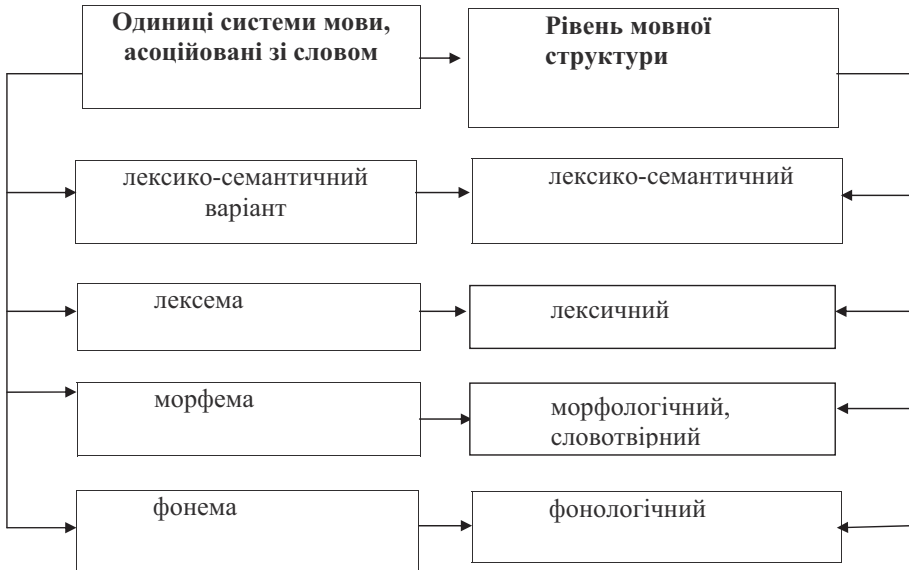 Одиниці системи мови,
асоційовані зі словом
Рівень мовної
структури
лексико-семантичний
варіант
лексико-семантичний
лексема
лексичний
морфема
морфологічний,
словотвірний
фонема
фонологічний